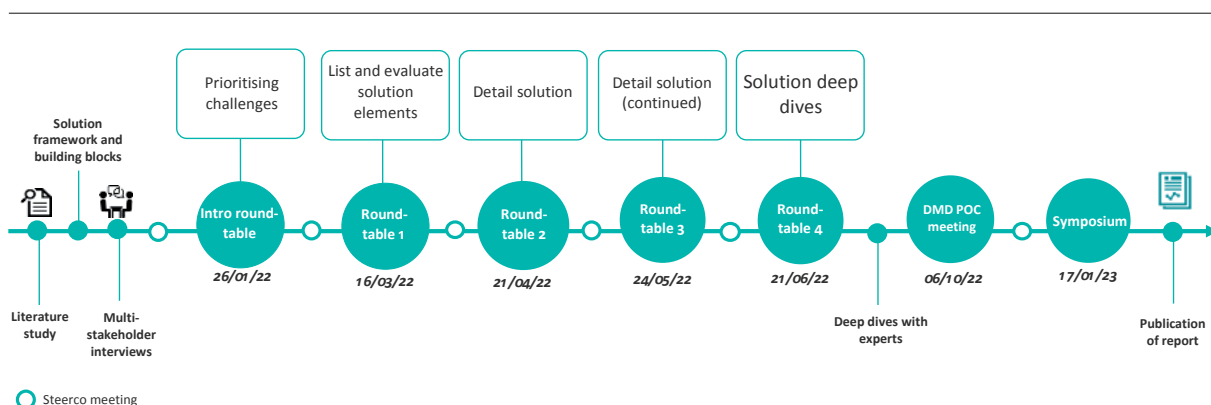 Prioritising
challenges
List and evaluate
solution
elements
Detail solution
Detail solution
(continued)
Solution deep
dives
Solution
framework and
building blocks
Intro round-
table
Round-
table 1
Round-
table 2
Round-
table 3
Round-
table 4
DMD POC
meeting
Symposium
26/01/22
16/03/22
21/04/22
24/05/22
21/06/22
06/10/22
17/01/23
Literature
study
Multi-
stakeholder
interviews
Deep dives with
experts
Publication
of report
Steerco meeting